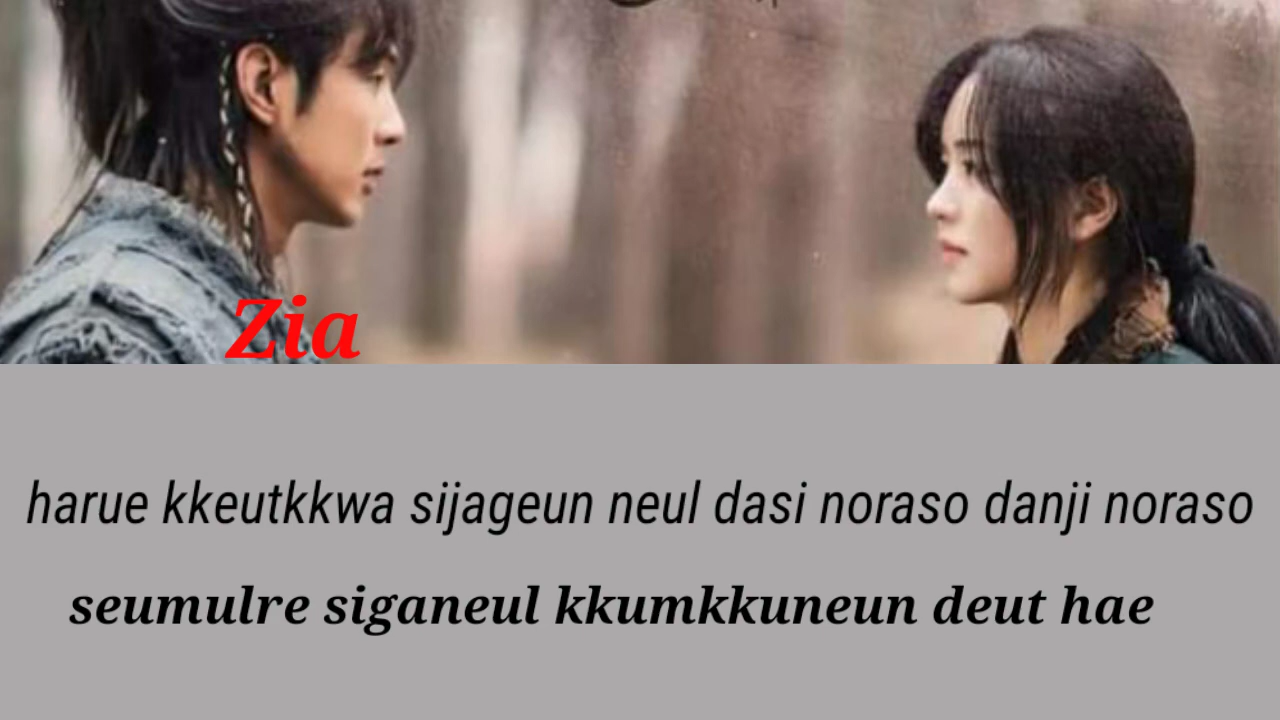 Zia
harue kkeutkkwa sijageun neul dasi noraso danji noraso
seumulre siganeul kkumkkuneun deut hae